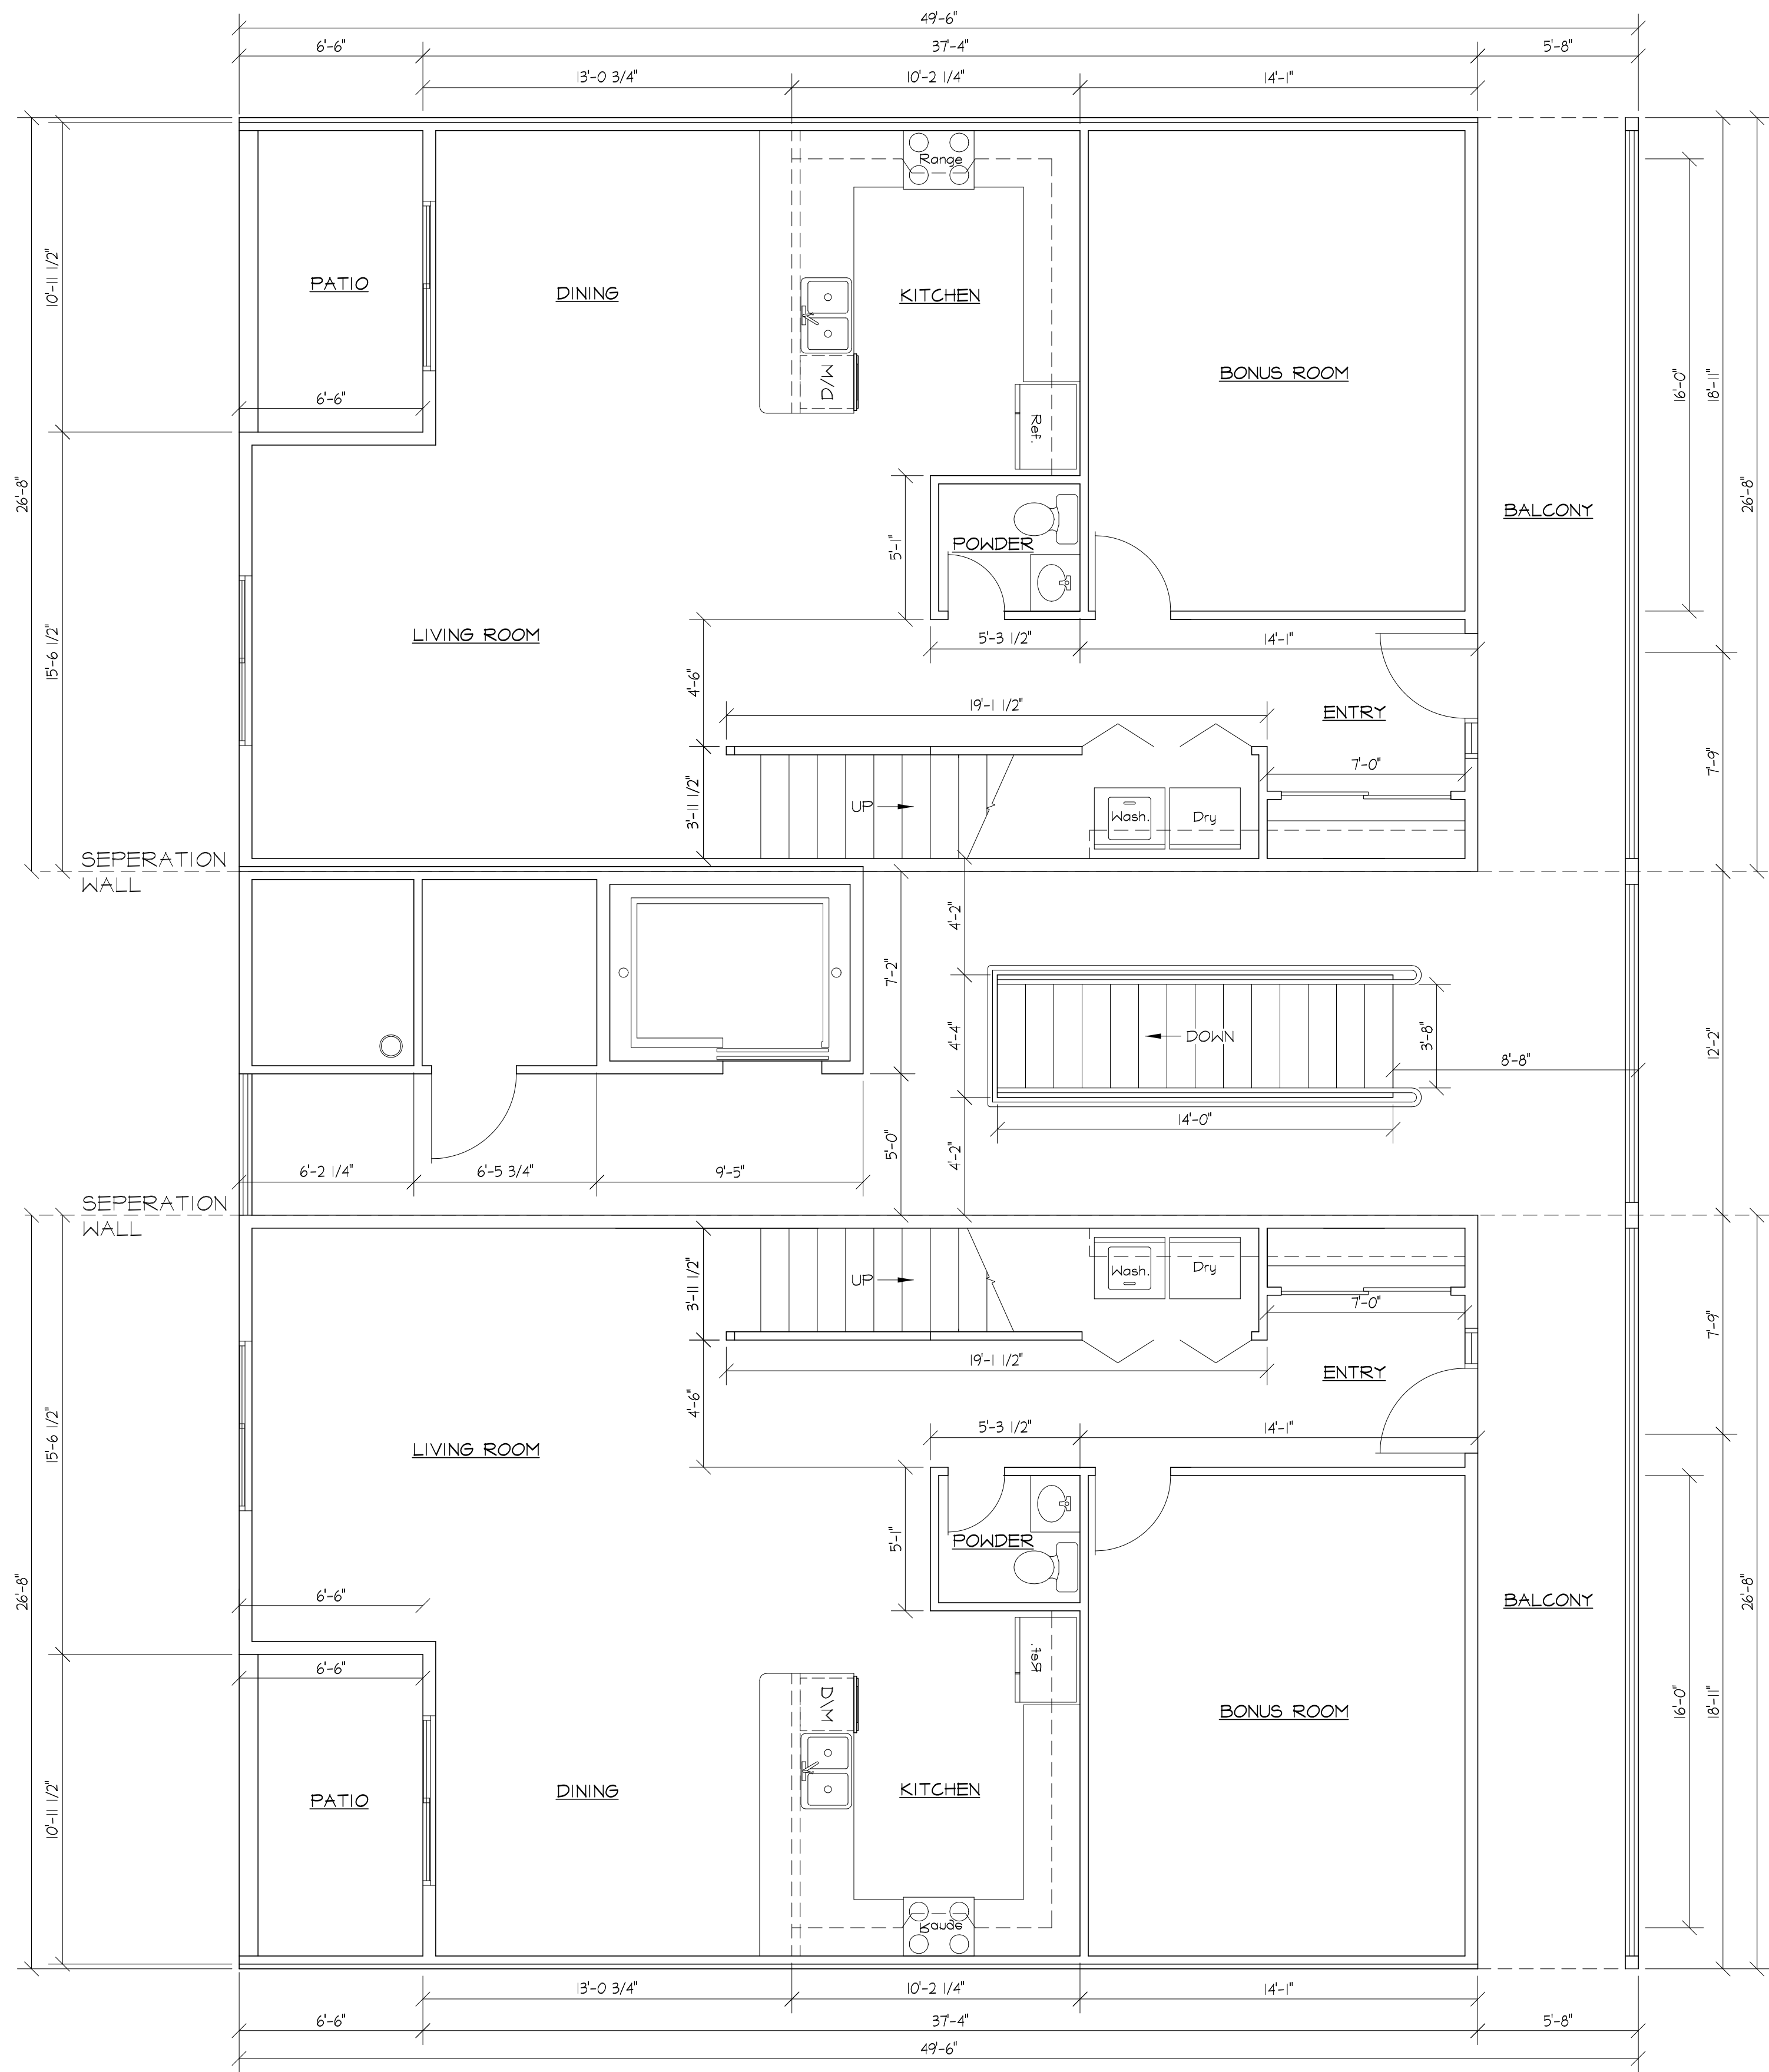 49'-6"
6'-6" 37'-4" 5'-8"
13'-0 3/4" 10'-2 1/4" 14'-1"
Range
10'-11 1/2"
PATIO
DINING
KITCHEN
BONUS ROOM
16'-0"
18'-11"
D/W
6'-6"
Ref.
26'-8"
BALCONY
26'-8"
5'-1"
POWDER
15'-6 1/2"
LIVING ROOM
5'-3 1/2" 14'-1"
4'-6"
19'-1 1/2"
ENTRY
7'-9"
7'-0"
3'-11 1/2"
UP
Wash.
Dry
SEPERATION
WALL
4'-2"
7'-2"
4'-4"
DOWN
3'-8"
12'-2"
8'-8"
14'-0"
5'-0"
4'-2"
6'-2 1/4" 6'-5 3/4" 9'-5"
SEPERATION
WALL
3'-11 1/2"
UP
Wash.
Dry
7'-0"
7'-9"
19'-1 1/2"
ENTRY
4'-6"
5'-3 1/2" 14'-1"
15'-6 1/2"
LIVING ROOM
5'-1"
POWDER
26'-8"
6'-6"
BALCONY
26'-8"
Ref.
6'-6"
D/W
16'-0"
18'-11"
BONUS ROOM
10'-11 1/2"
PATIO
DINING
KITCHEN
Range
13'-0 3/4" 10'-2 1/4" 14'-1"
6'-6" 37'-4" 5'-8"
49'-6"